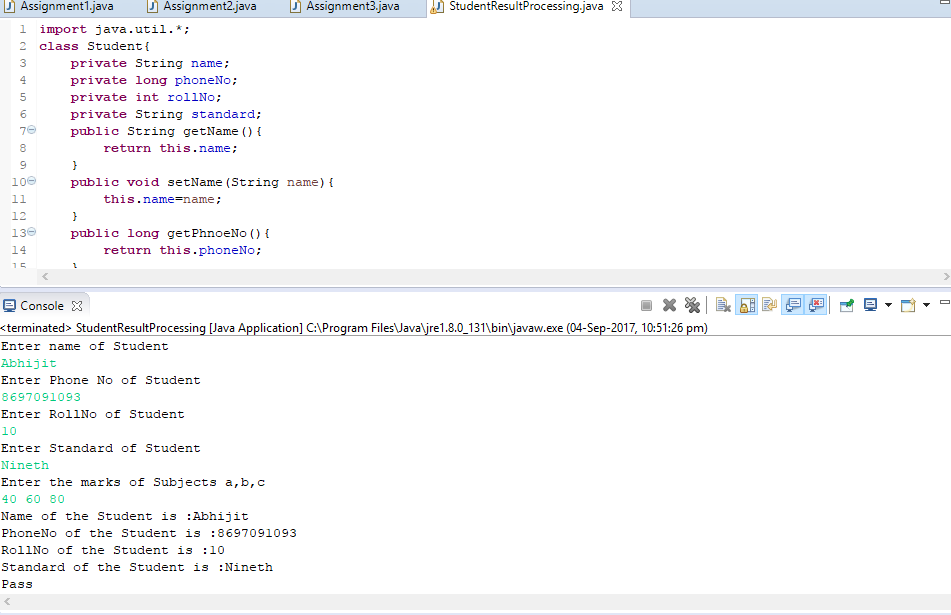 Assignment1.java Assignment2.java Assignment3.java StudentResultProcessing.java
1 import java.util.*;
2 class Student{
3 private String name;
4 private long phoneNo;
5 private int rollNo;
6 private String standard;
7 public String getName(){
8 return this.name;
9 }
10 public void setName(String name){
11 this.name=name;
12 }
13 public long getPhnoeNo(){
14 return this.phoneNo;
15 }
Console
<terminated> StudentResultProcessing [Java Application] C:\Program Files\Java\jre1.8.0_131\bin\javaw.exe (04-Sep-2017, 10:51:26 pm)
Enter name of Student
Abhijit
Enter Phone No of Student
8697091093
Enter RollNo of Student
10
Enter Standard of Student
Nineth
Enter the marks of Subjects a,b,c
40 60 80
Name of the Student is :Abhijit
PhoneNo of the Student is :8697091093
RollNo of the Student is :10
Standard of the Student is :Nineth
Pass